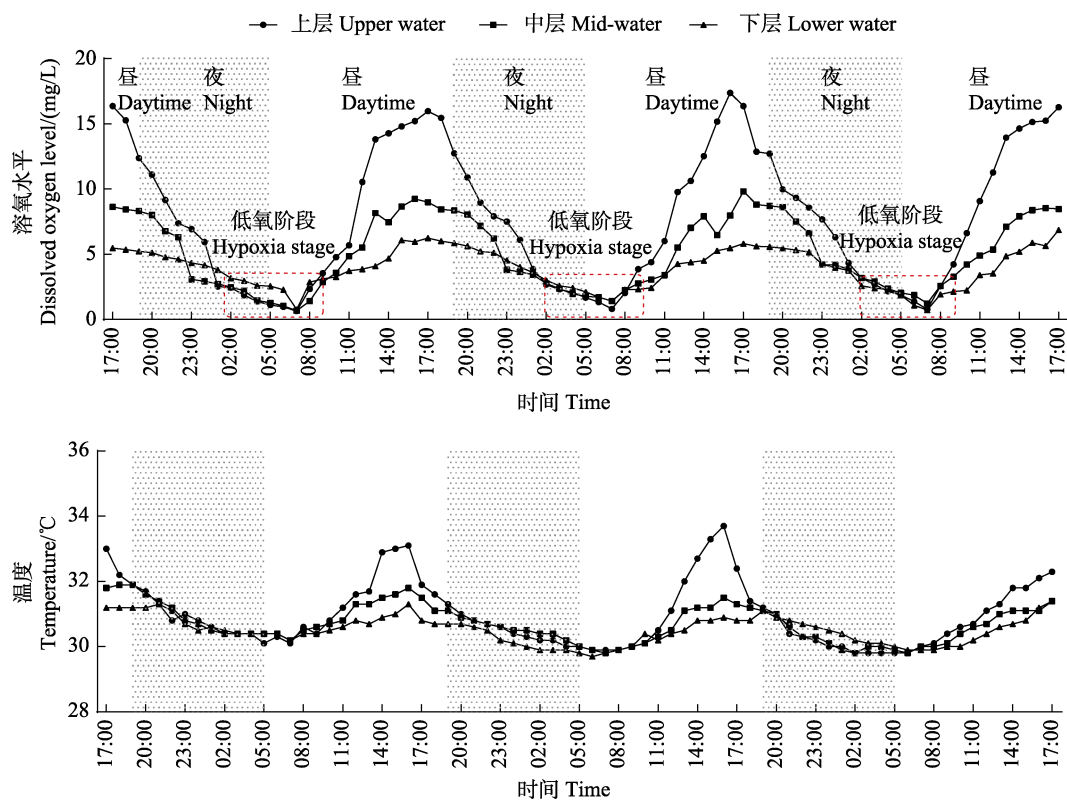 上层 Upper water 中层 Mid-water 下层 Lower water
溶氧水平
Dissolved oxygen level/(mg/L)
20
15
10
5
0
昼 夜 昼 夜 昼 夜 昼
Daytime Night Daytime Night Daytime Night Daytime
低氧阶段 低氧阶段 低氧阶段
Hypoxia stage Hypoxia stage Hypoxia stage
17:00 20:00 23:00 02:00 05:00 08:00 11:00 14:00 17:00 20:00 23:00 02:00 05:00 08:00 11:00 14:00 17:00 20:00 23:00 02:00 05:00 08:00 11:00 14:00 17:00
时间 Time
温度
Temperature/℃
36
34
32
30
28
17:00 20:00 23:00 02:00 05:00 08:00 11:00 14:00 17:00 20:00 23:00 02:00 05:00 08:00 11:00 14:00 17:00 20:00 23:00 02:00 05:00 08:00 11:00 14:00 17:00
时间 Time